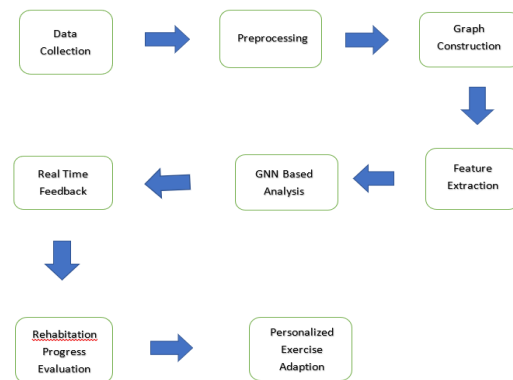 Data
Collection
Preprocessing
Graph
Construction
Feature
Extraction
GNN Based
Analysis
Real Time
Feedback
Rehabitation
Progress
Evaluation
Personalized
Exercise
Adaption